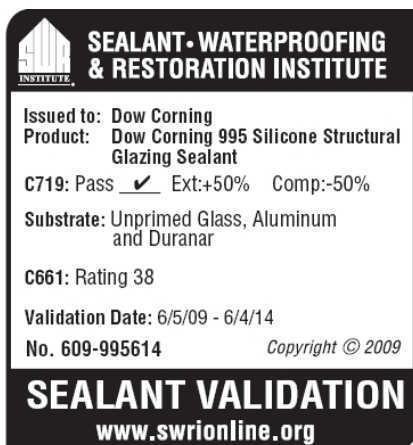 SWR
INSTITUTE®
SEALANT • WATERPROOFING
& RESTORATION INSTITUTE
Issued to: Dow Corning
Product: Dow Corning 995 Silicone Structural
Glazing Sealant
C719: Pass ✔ Ext:+50% Comp:-50%
Substrate: Unprimed Glass, Aluminum
and Duranar
C661: Rating 38
Validation Date: 6/5/09 - 6/4/14
No. 609-995614 Copyright © 2009
SEALANT VALIDATION
www.swrionline.org